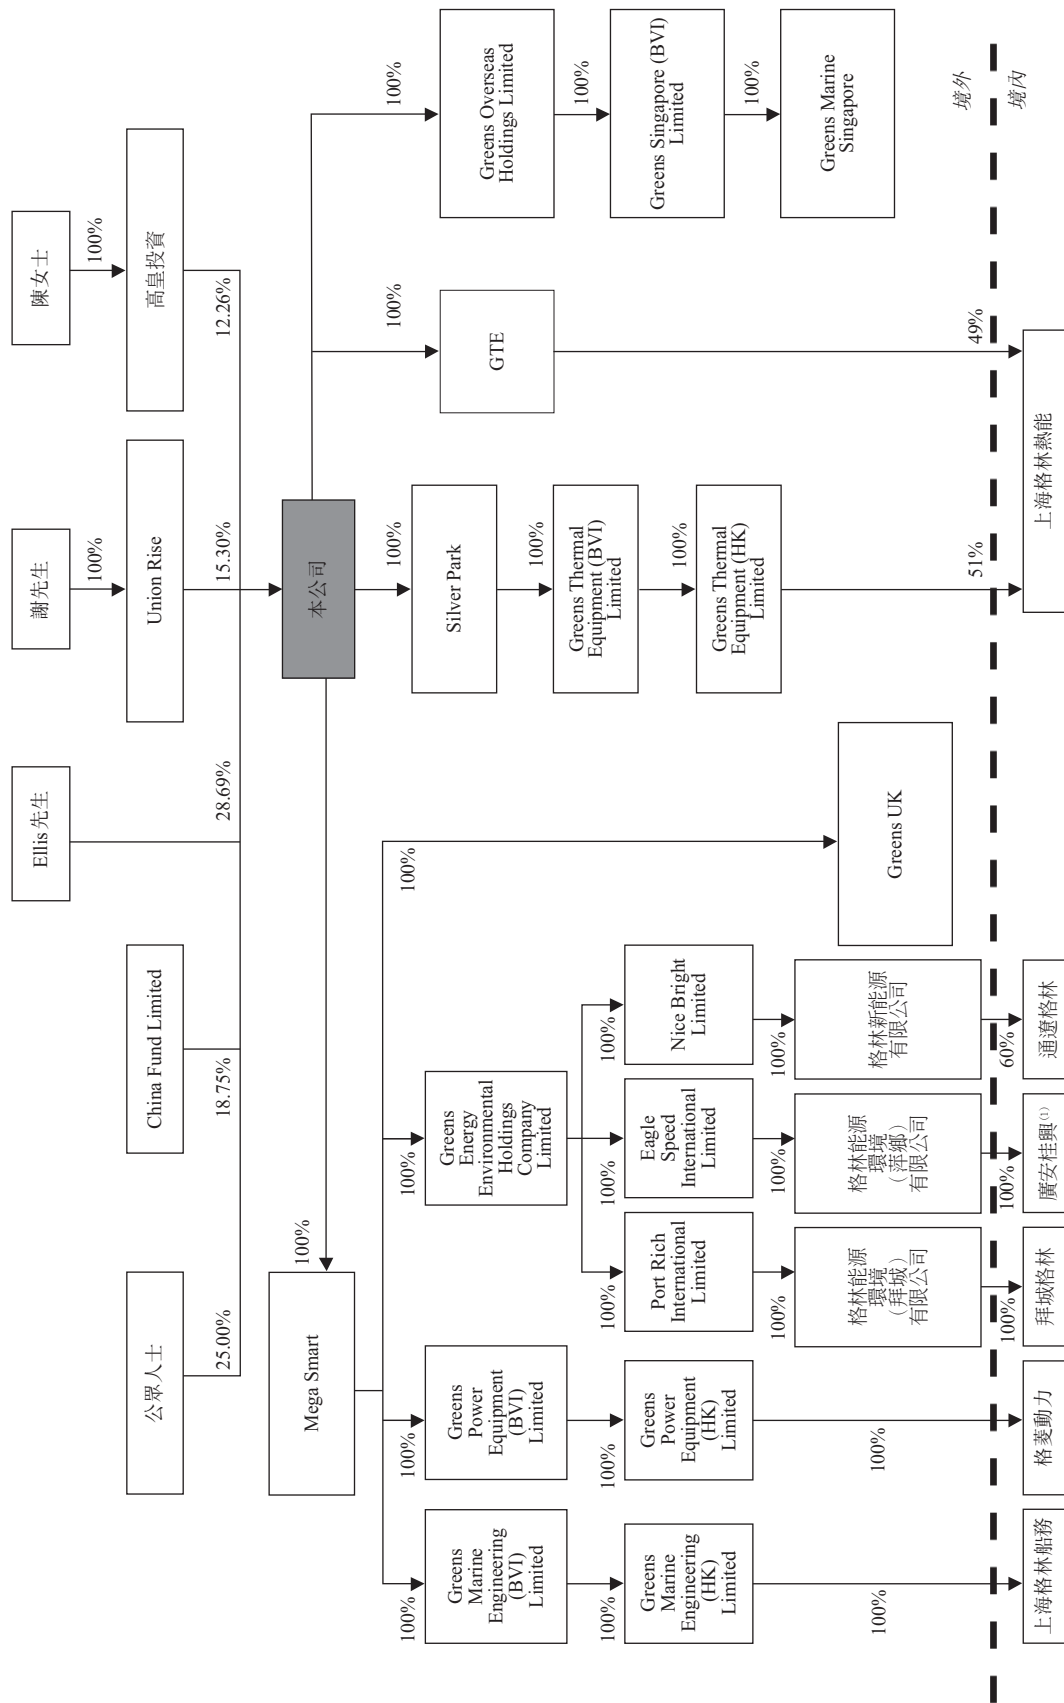 陳女士
謝先生
Ellis先生
100%
100%
高皇投資
Union Rise
China Fund Limited
公眾人士
12.26%
15.30%
28.69%
18.75%
25.00%
本公司
100%
Mega Smart
100%
100%
100%
100%
100%
100%
100%
Greens Overseas
Holdings Limited
GTE
Silver Park
Greens
Energy
Environmental
Holdings
Company
Limited
Greens
Power
Equipment
(BVI)
Limited
Greens
Marine
Engineering
(BVI)
Limited
100%
100%
100%
100%
100%
100%
100%
Greens Singapore (BVI)
Limited
Greens Thermal
Equipment (BVI)
Limited
Nice Bright
Limited
Eagle
Speed
International
Limited
Port Rich
International
Limited
Greens
Power
Equipment
(HK)
Limited
Greens
Marine
Engineering
(HK)
Limited
100%
100%
100%
100%
100%
Greens Marine
Singapore
Greens Thermal
Equipment (HK)
Limited
Greens UK
格林新能源
有限公司
格林能源
環境
（萍鄉）
有限公司
格林能源
環境
（拜城）
有限公司
100%
100%
境外
49%
51%
60%
100%
100%
境內
上海格林熱能
通遼格林
廣安桂興(1)
拜城格林
格菱動力
上海格林船務